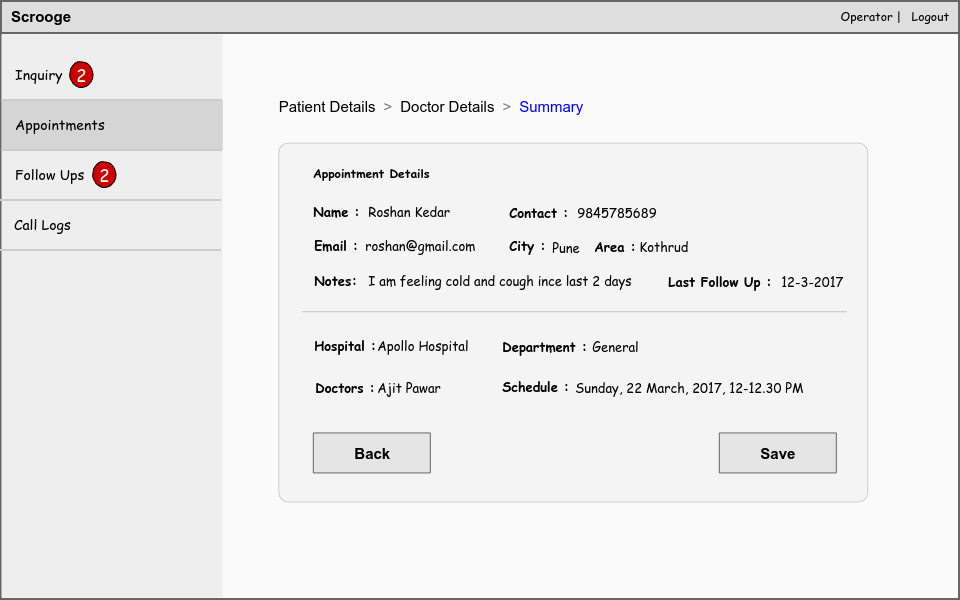 Scrooge
Operator | Logout
Inquiry 2
Appointments
Follow Ups 2
Call Logs
Patient Details > Doctor Details > Summary
Appointment Details
Name : Roshan Kedar Contact : 9845785689
Email : roshan@gmail.com City : Pune Area : Kothrud
Notes: I am feeling cold and cough ince last 2 days Last Follow Up : 12-3-2017
Hospital : Apollo Hospital Department : General
Doctors : Ajit Pawar Schedule : Sunday, 22 March, 2017, 12-12.30 PM
Back Save